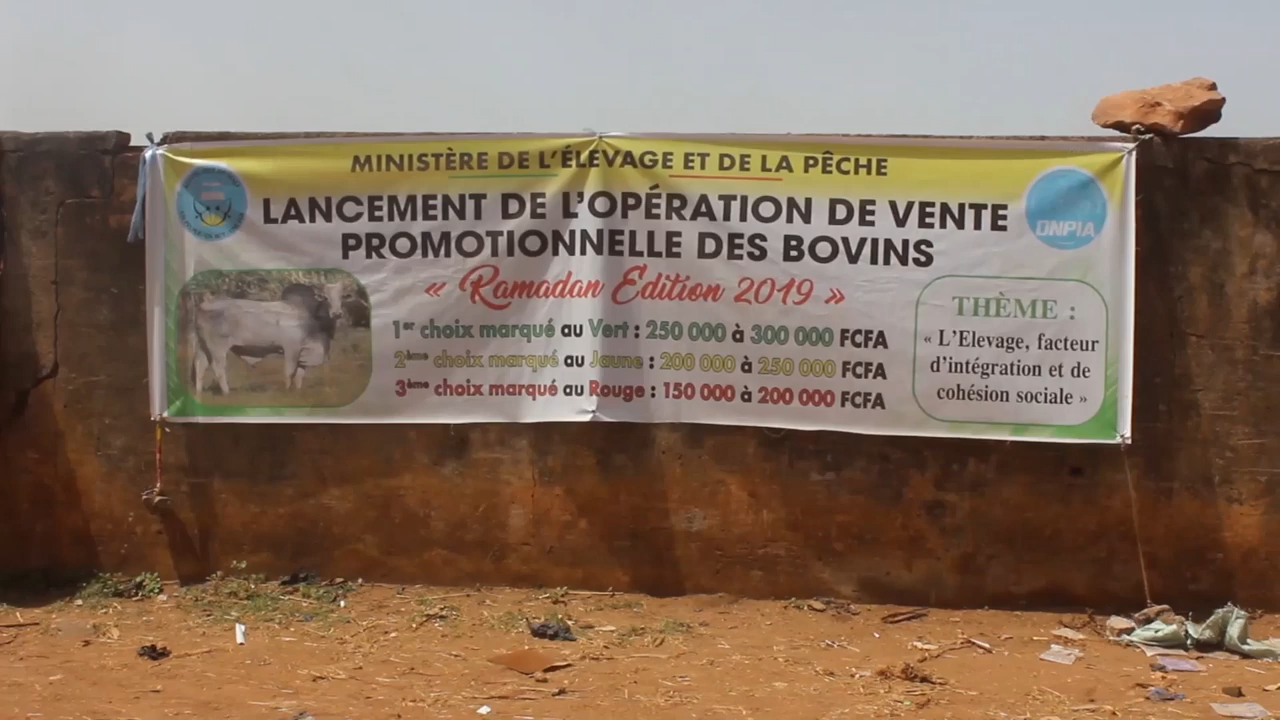 MINISTÈRE DE L'ÉLEVAGE ET DE LA PÊCHE
LANCEMENT DE L'OPÉRATION DE VENTE
PROMOTIONNELLE DES BOVINS
« Ramadan Edition 2019 »
1er choix marqué au Vert : 250 000 à 300 000 FCFA
2ème choix marqué au Jaune : 200 000 à 250 000 FCFA
3ème choix marqué au Rouge : 150 000 à 200 000 FCFA
ONPIA
THÈME :
« L'Elevage, facteur
d'intégration et de
cohésion sociale »